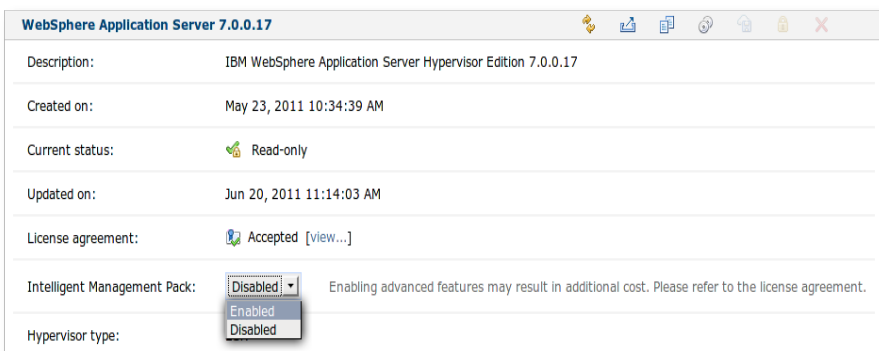 WebSphere Application Server 7.0.0.17
Description: IBM WebSphere Application Server Hypervisor Edition 7.0.0.17
Created on: May 23, 2011 10:34:39 AM
Current status: Read-only
Updated on: Jun 20, 2011 11:14:03 AM
License agreement: Accepted [view...]
Intelligent Management Pack: Disabled Enabling advanced features may result in additional cost. Please refer to the license agreement.
Enabled
Disabled
Hypervisor type: